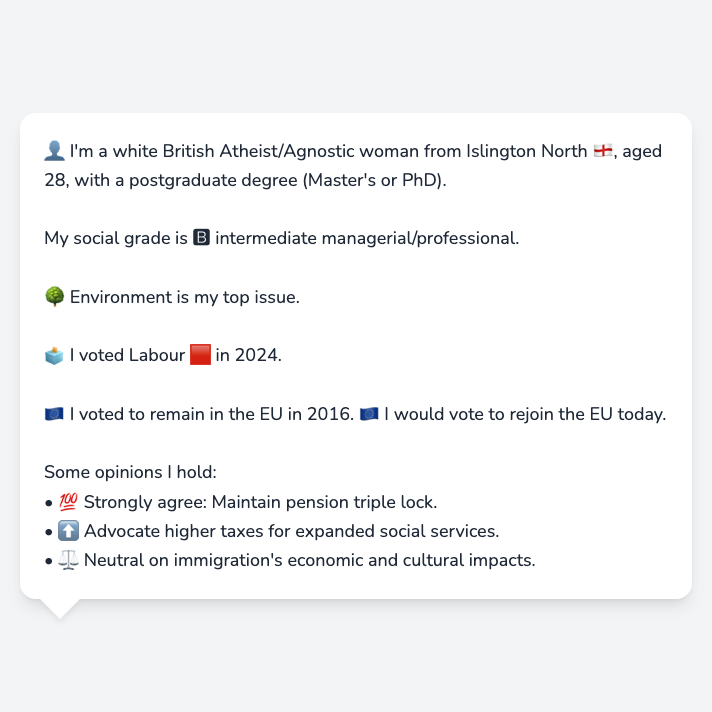 👤 I'm a white British Atheist/Agnostic woman from Islington North 🏴󠁧󠁢󠁥󠁮󠁧󠁿, aged
28, with a postgraduate degree (Master's or PhD).
My social grade is 🅱 intermediate managerial/professional.
🌳 Environment is my top issue.
🗳️ I voted Labour 🟥 in 2024.
🇪🇺 I voted to remain in the EU in 2016. 🇪🇺 I would vote to rejoin the EU today.
Some opinions I hold:
• 💯 Strongly agree: Maintain pension triple lock.
• ⬆️ Advocate higher taxes for expanded social services.
• ⚖️ Neutral on immigration's economic and cultural impacts.